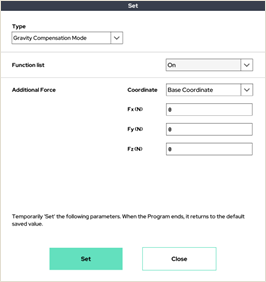 Set
Type
Gravity Compensation Mode
Function list
On
Additional Force
Coordinate
Base Coordinate
Fx (N)
0
Fy (N)
0
Fz (N)
0
Temporarily 'Set' the following parameters. When the Program ends, it returns to the default
saved value.
Set
Close